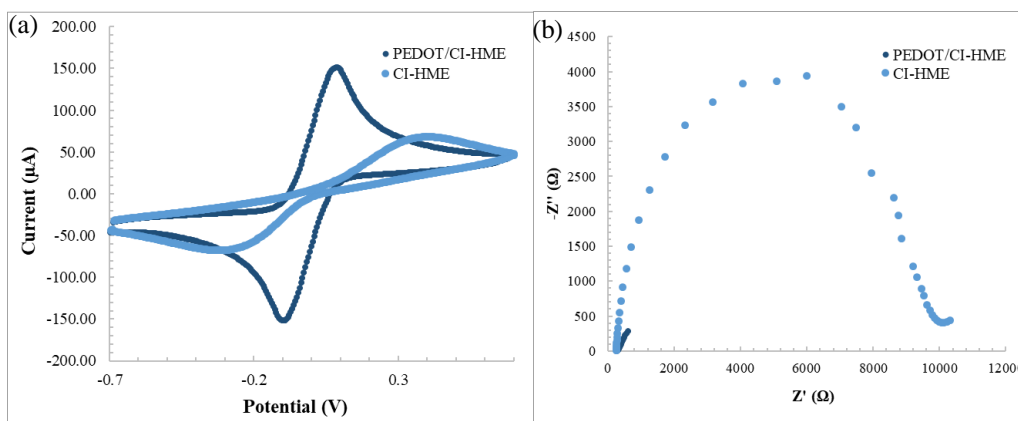 (a)
200.00
150.00
100.00
50.00
0.00
-50.00
-100.00
-150.00
-200.00
Current (µA)
PEDOT/CI-HME
CI-HME
-0.7
-0.2
0.3
Potential (V)
(b)
4500
4000
3500
3000
2500
2000
1500
1000
500
0
-Z'' (Ω)
PEDOT/CI-HME
CI-HME
0
2000
4000
6000
8000
10000
12000
Z' (Ω)